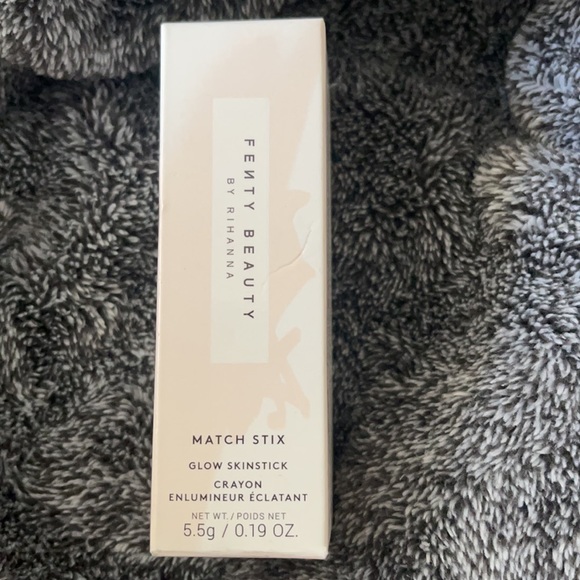 FEИTY BEAUTY
BY RIHANNA
MATCH STIX
GLOW SKINSTICK
CRAYON
ENLUMINEUR ÉCLATANT
NET WT. / POIDS NET
5.5g / 0.19 OZ.